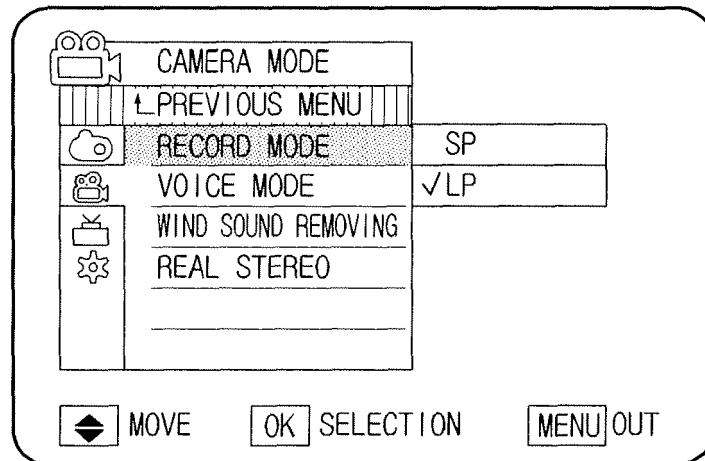 CAMERA MODE
PREVIOUS MENU
RECORD MODE SP
VOICE MODE √LP
WIND SOUND REMOVING
REAL STEREO
MOVE OK SELECTION MENU OUT